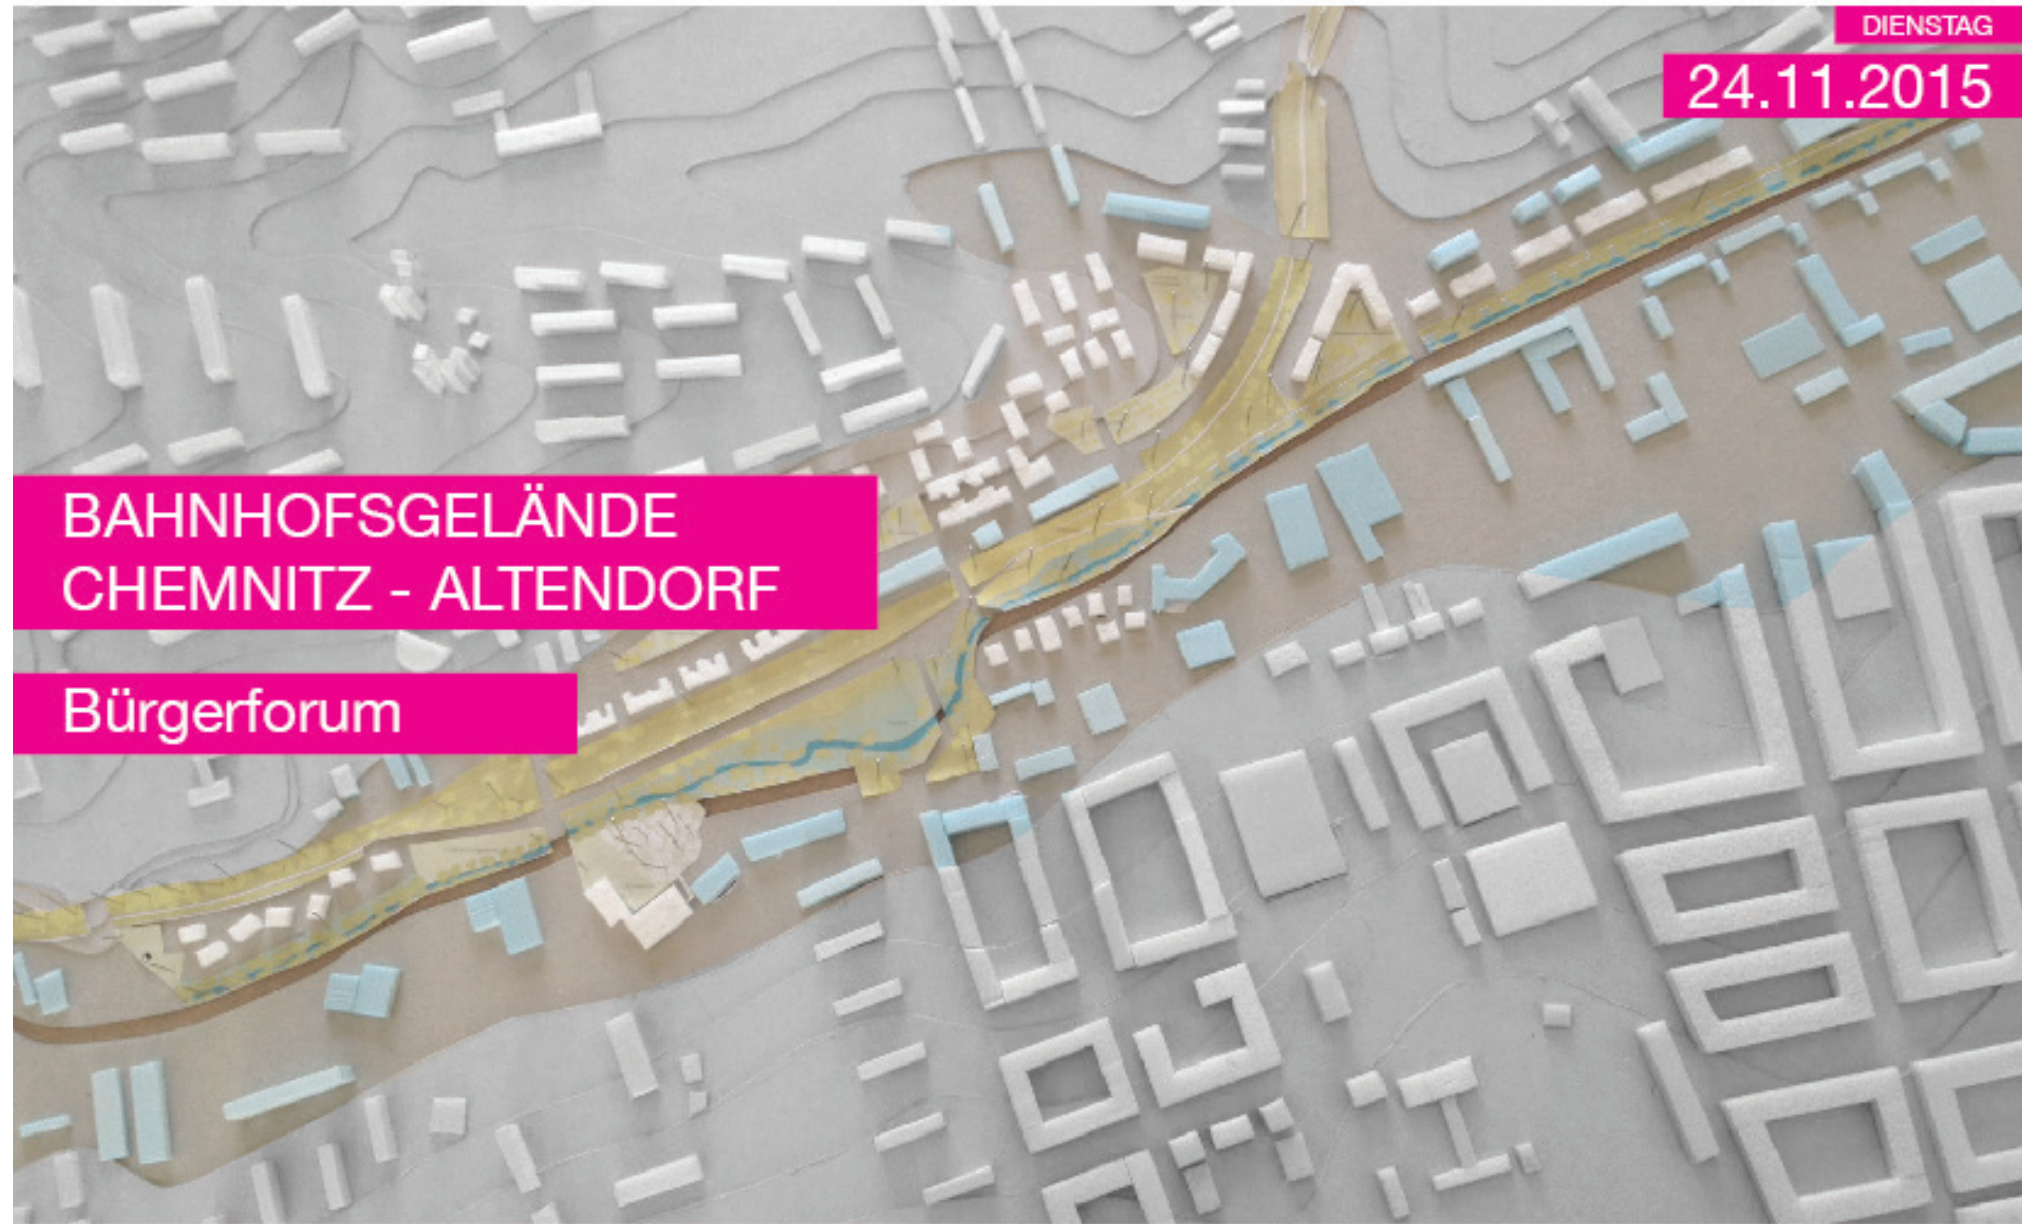 DIENSTAG
24.11.2015
BAHNHOFSGELÄNDE
CHEMNITZ - ALTENDORF
Bürgerforum